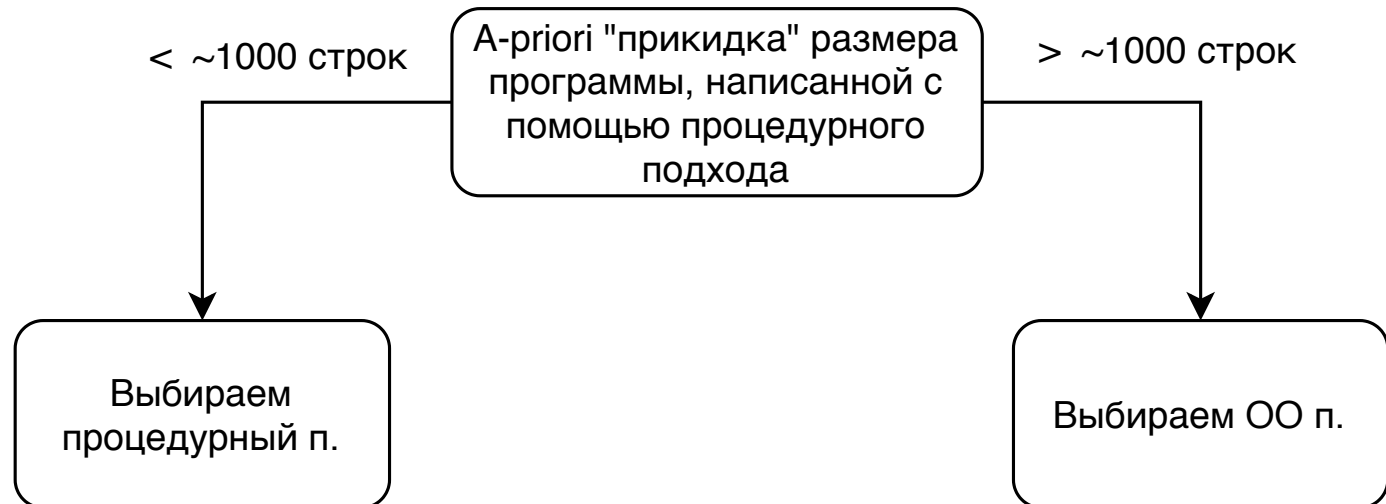 < ~1000 строк
A-priori "прикидка" размера
программы, написанной с
помощью процедурного
подхода
> ~1000 строк
Выбираем
процедурный п.
Выбираем ОО п.